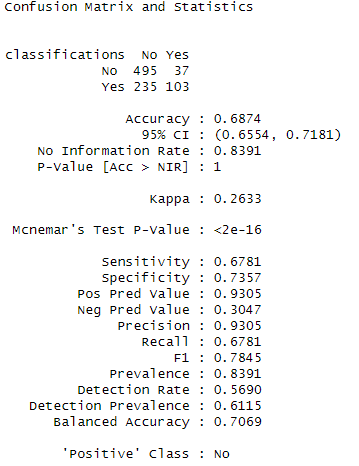 Confusion Matrix and Statistics
classifications No Yes
No 495 37
Yes 235 103
Accuracy : 0.6874
95% CI : (0.6554, 0.7181)
No Information Rate : 0.8391
P-Value [Acc > NIR] : 1
Kappa : 0.2633
Mcnemar's Test P-Value : <2e-16
Sensitivity : 0.6781
Specificity : 0.7357
Pos Pred Value : 0.9305
Neg Pred Value : 0.3047
Precision : 0.9305
Recall : 0.6781
F1 : 0.7845
Prevalence : 0.8391
Detection Rate : 0.5690
Detection Prevalence : 0.6115
Balanced Accuracy : 0.7069
'Positive' Class : No